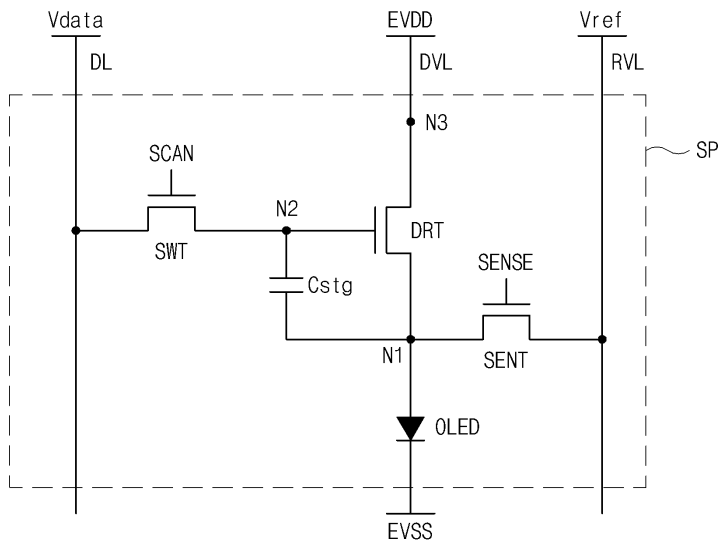 Vdata
EVDD
Vref
DL
DVL
RVL
N3
SP
SCAN
N2
SWT
DRT
SENSE
Cstg
N1
SENT
OLED
EVSS